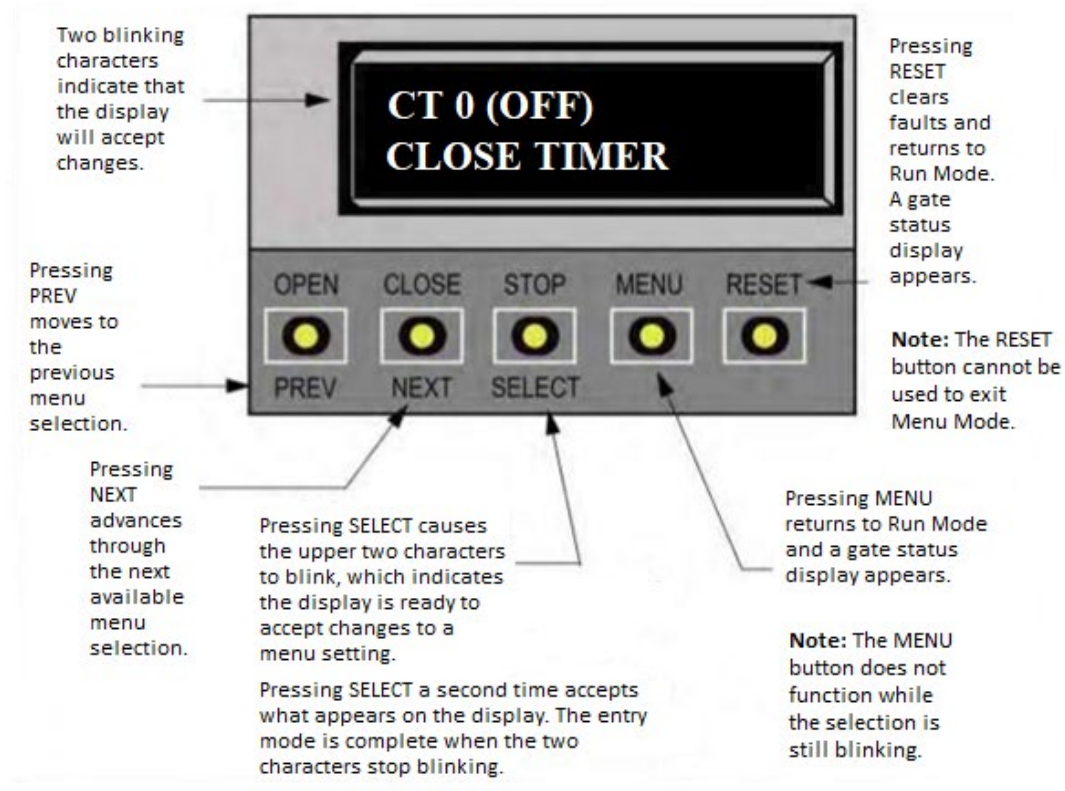 Two blinking
characters
indicate that
the display
will accept
changes.
CT 0 (OFF)
CLOSE TIMER
Pressing
RESET
clears
faults and
returns to
Run Mode.
A gate
status
display
appears.
Note: The RESET
button cannot be
used to exit
Menu Mode.
OPEN CLOSE STOP MENU RESET
PREV NEXT SELECT
Pressing
PREV
moves to
the
previous
menu
selection.
Pressing
NEXT
advances
through
the next
available
menu
selection.
Pressing SELECT causes
the upper two characters
to blink, which indicates
the display is ready to
accept changes to a
menu setting.
Pressing SELECT a second time accepts
what appears on the display. The entry
mode is complete when the two
characters stop blinking.
Pressing MENU
returns to Run Mode
and a gate status
display appears.
Note: The MENU
button does not
function while
the selection is
still blinking.